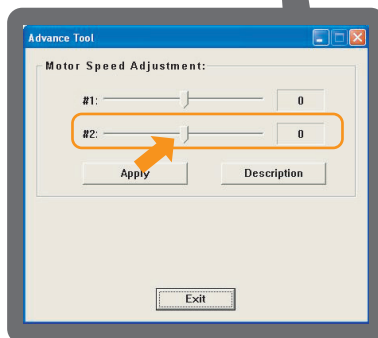 Advance Tool
Motor Speed Adjustment:
#1: 0
#2: 0
Apply Description
Exit